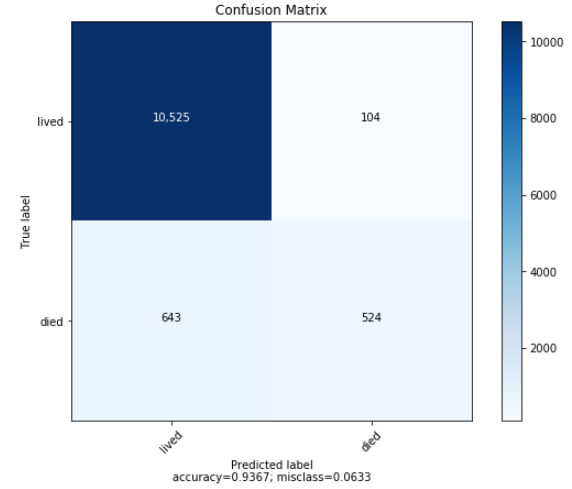 Confusion Matrix
10000
lived
10,525
104
8000
6000
True label
4000
died
643
524
2000
lived
died
Predicted label
accuracy=0.9367; misclass=0.0633